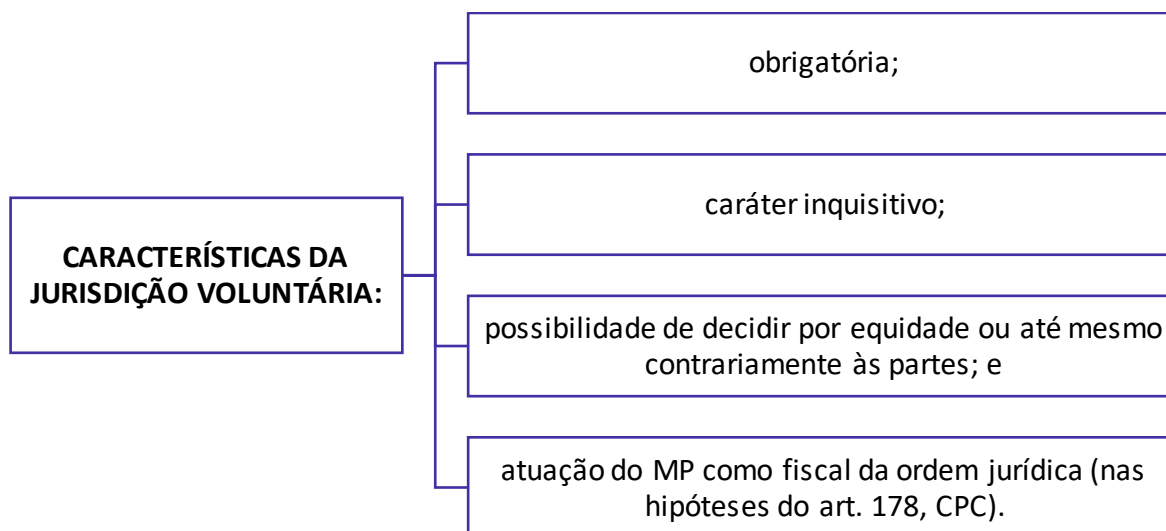 obrigatória;
caráter inquisitivo;
CARACTERÍSTICAS DA
JURISDIÇÃO VOLUNTÁRIA:
possibilidade de decidir por equidade ou até mesmo
contrariamente às partes; e
atuação do MP como fiscal da ordem jurídica (nas
hipóteses do art. 178, CPC).